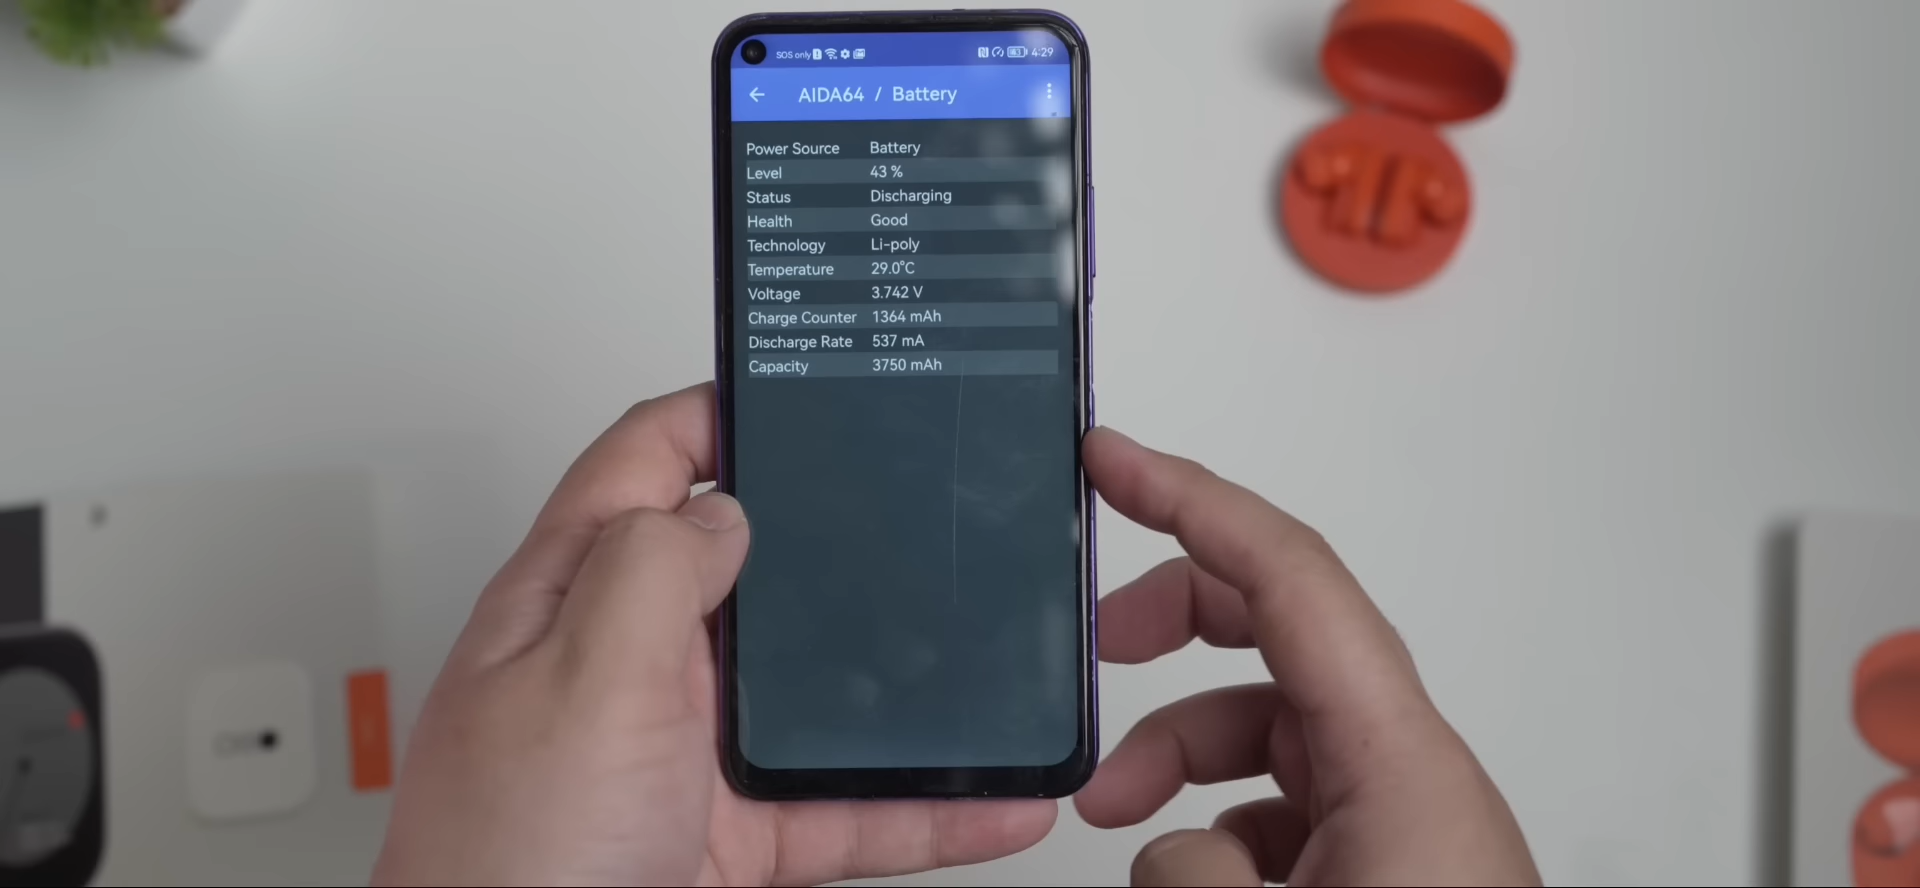 SOS only 4:29
AIDA64 / Battery
Power Source Battery
Level 43 %
Status Discharging
Health Good
Technology Li-poly
Temperature 29.0°C
Voltage 3.742 V
Charge Counter 1364 mAh
Discharge Rate 537 mA
Capacity 3750 mAh